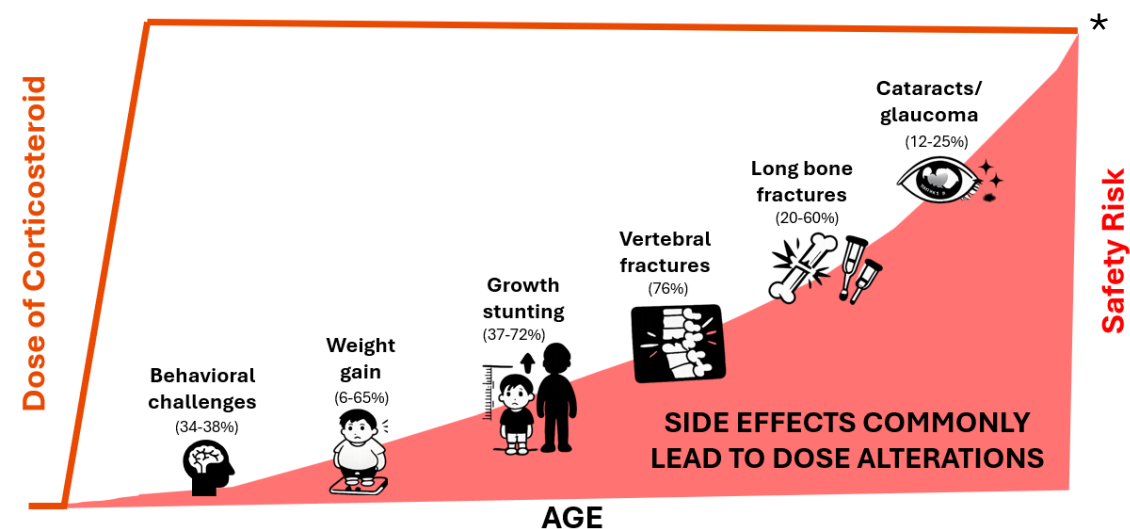 *
Dose of Corticosteroid
Cataracts/
glaucoma
(12-25%)
Long bone
fractures
(20-60%)
Vertebral
fractures
(76%)
Growth
stunting
(37-72%)
Weight
gain
(6-65%)
Behavioral
challenges
(34-38%)
Safety Risk
SIDE EFFECTS COMMONLY
LEAD TO DOSE ALTERATIONS
AGE